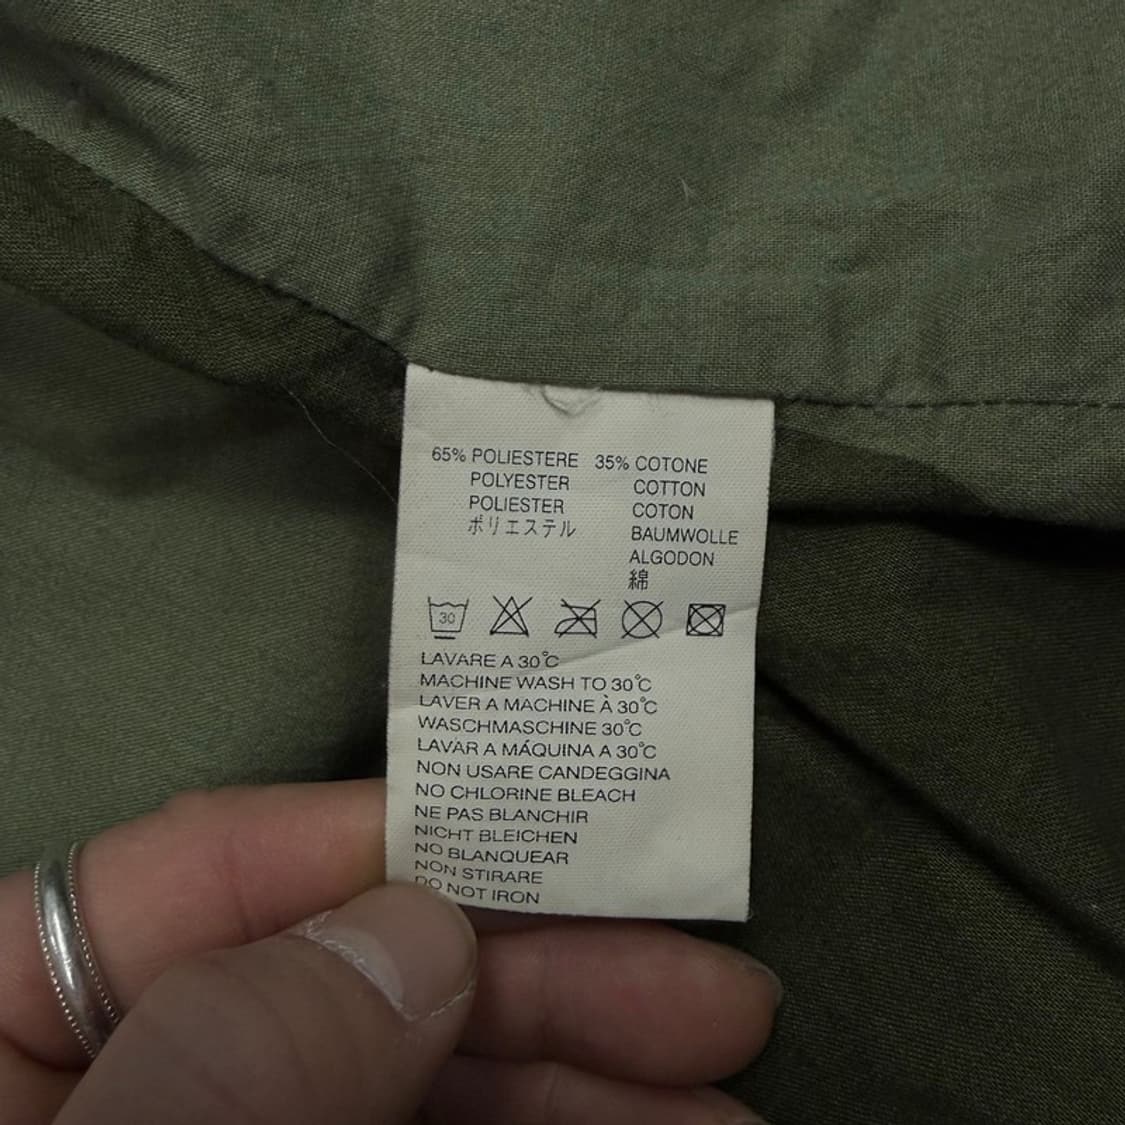 65% POLIESTERE 35% COTONE
POLYESTER COTTON
POLIESTER COTON
ポリエステル BAUMWOLLE
ALGODON
綿
30
LAVARE A 30°C
MACHINE WASH TO 30°C
LAVER A MACHINE À 30°C
WASCHMASCHINE 30°C
LAVAR A MÁQUINA A 30°C
NON USARE CANDEGGINA
NO CHLORINE BLEACH
NE PAS BLANCHIR
NICHT BLEICHEN
NO BLANQUEAR
NON STIRARE
DO NOT IRON